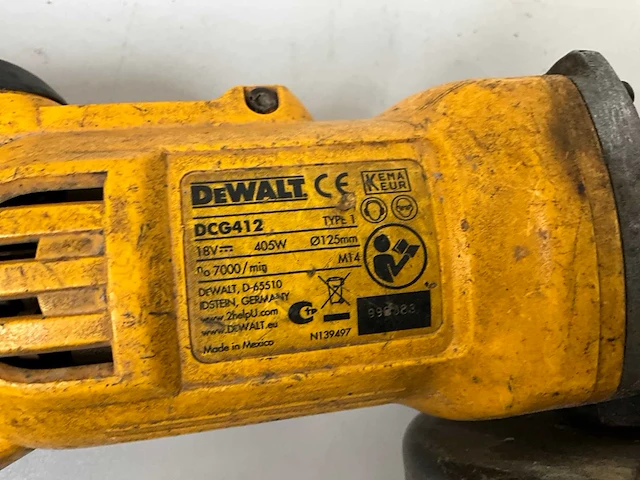 DEWALT CE KEMA KEUR
DCG412 TYPE 1
18V⎓ 405W Ø125mm
n₀ 7000/min M14
DEWALT, D-65510
IDSTEIN, GERMANY
www.2helpU.com
www.DEWALT.eu
Made in Mexico N139497